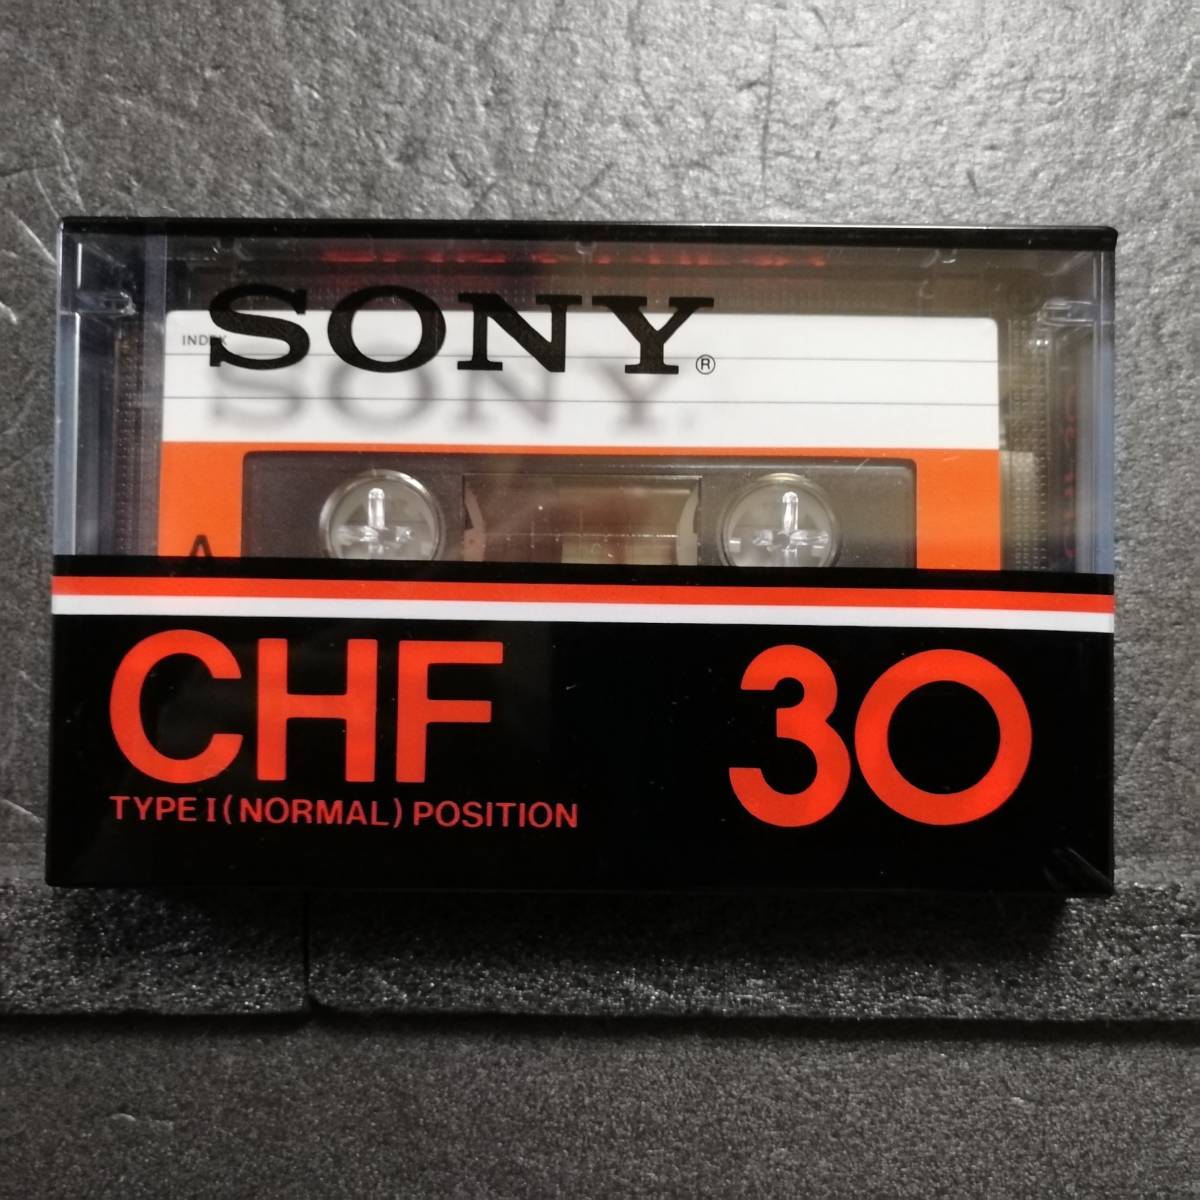 SONY®
INDEX
A
CHF 30
TYPE I (NORMAL) POSITION